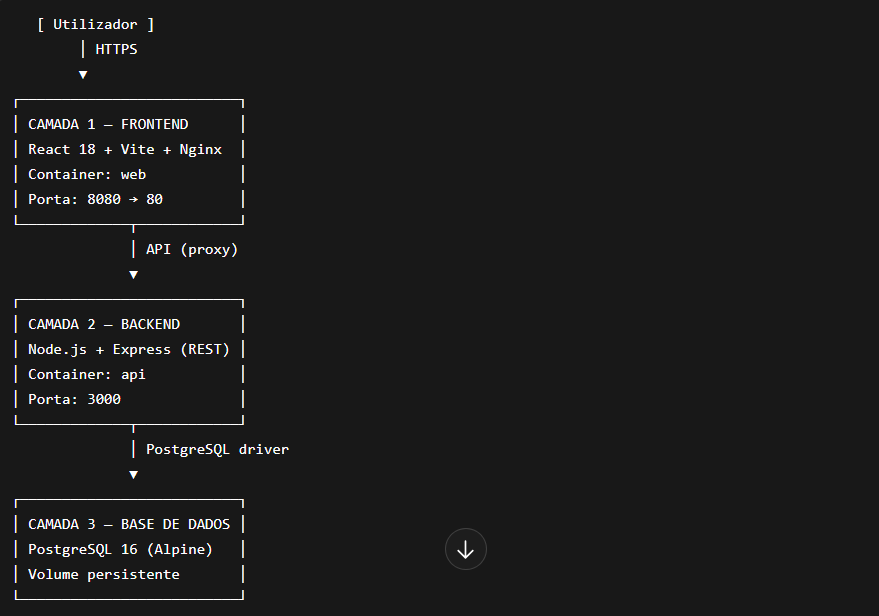 [ Utilizador ]
HTTPS
CAMADA 1 — FRONTEND
React 18 + Vite + Nginx
Container: web
Porta: 8080 → 80
API (proxy)
CAMADA 2 — BACKEND
Node.js + Express (REST)
Container: api
Porta: 3000
PostgreSQL driver
CAMADA 3 — BASE DE DADOS
PostgreSQL 16 (Alpine)
Volume persistente